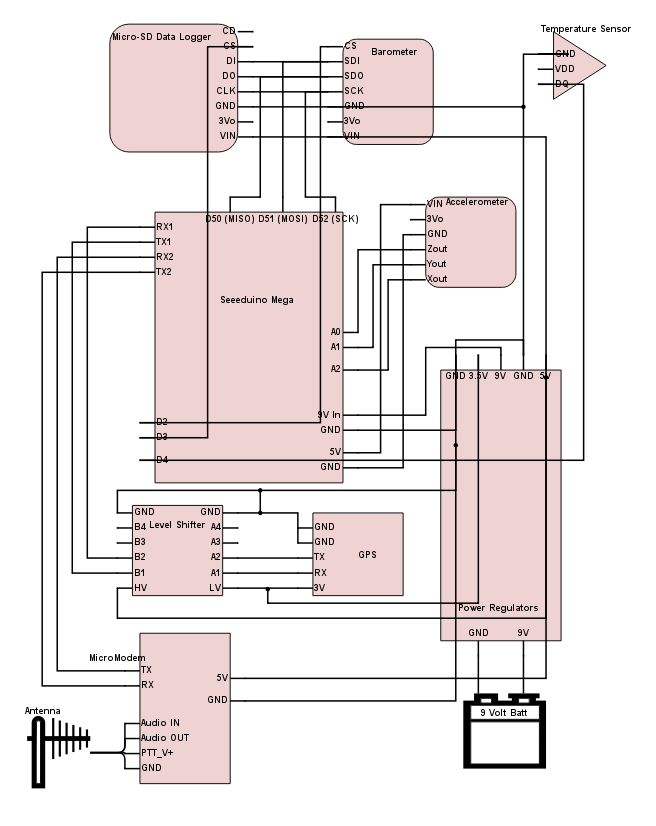 Micro-SD Data Logger
CD
CS
DI
DO
CLK
GND
3Vo
VIN
Barometer
CS
SDI
SDO
SCK
GND
3Vo
VIN
Temperature Sensor
GND
VDD
DQ
Accelerometer
VIN
3Vo
GND
Zout
Yout
Xout
D50 (MISO) D51 (MOSI) D52 (SCK)
RX1
TX1
RX2
TX2
Seeeduino Mega
A0
A1
A2
9V In
GND
5V
GND
D2
D3
D4
GND 3.5V 9V GND 5V
Power Regulators
GND 9V
Level Shifter
GND
B4
B3
B2
B1
HV
GND
A4
A3
A2
A1
LV
GPS
GND
GND
TX
RX
3V
MicroModem
TX
RX
5V
GND
Audio IN
Audio OUT
PTT_V+
GND
Antenna
9 Volt Batt